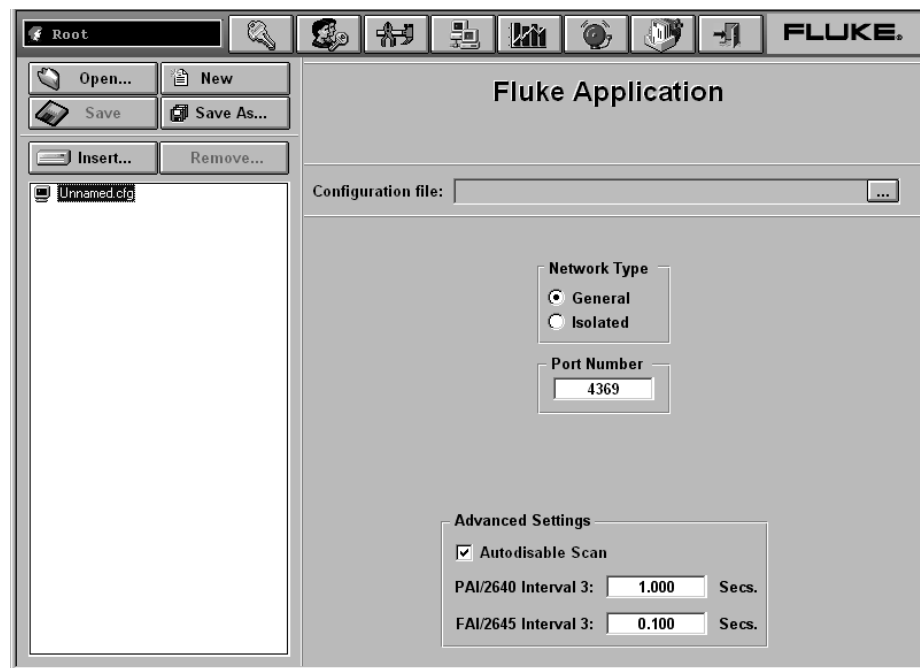 Root
FLUKE®
Open...
New
Save
Save As...
Insert...
Remove...
Unnamed.cfg
Fluke Application
Configuration file:
...
Network Type
General
Isolated
Port Number
4369
Advanced Settings
Autodisable Scan
PAI/2640 Interval 3: 1.000 Secs.
FAI/2645 Interval 3: 0.100 Secs.